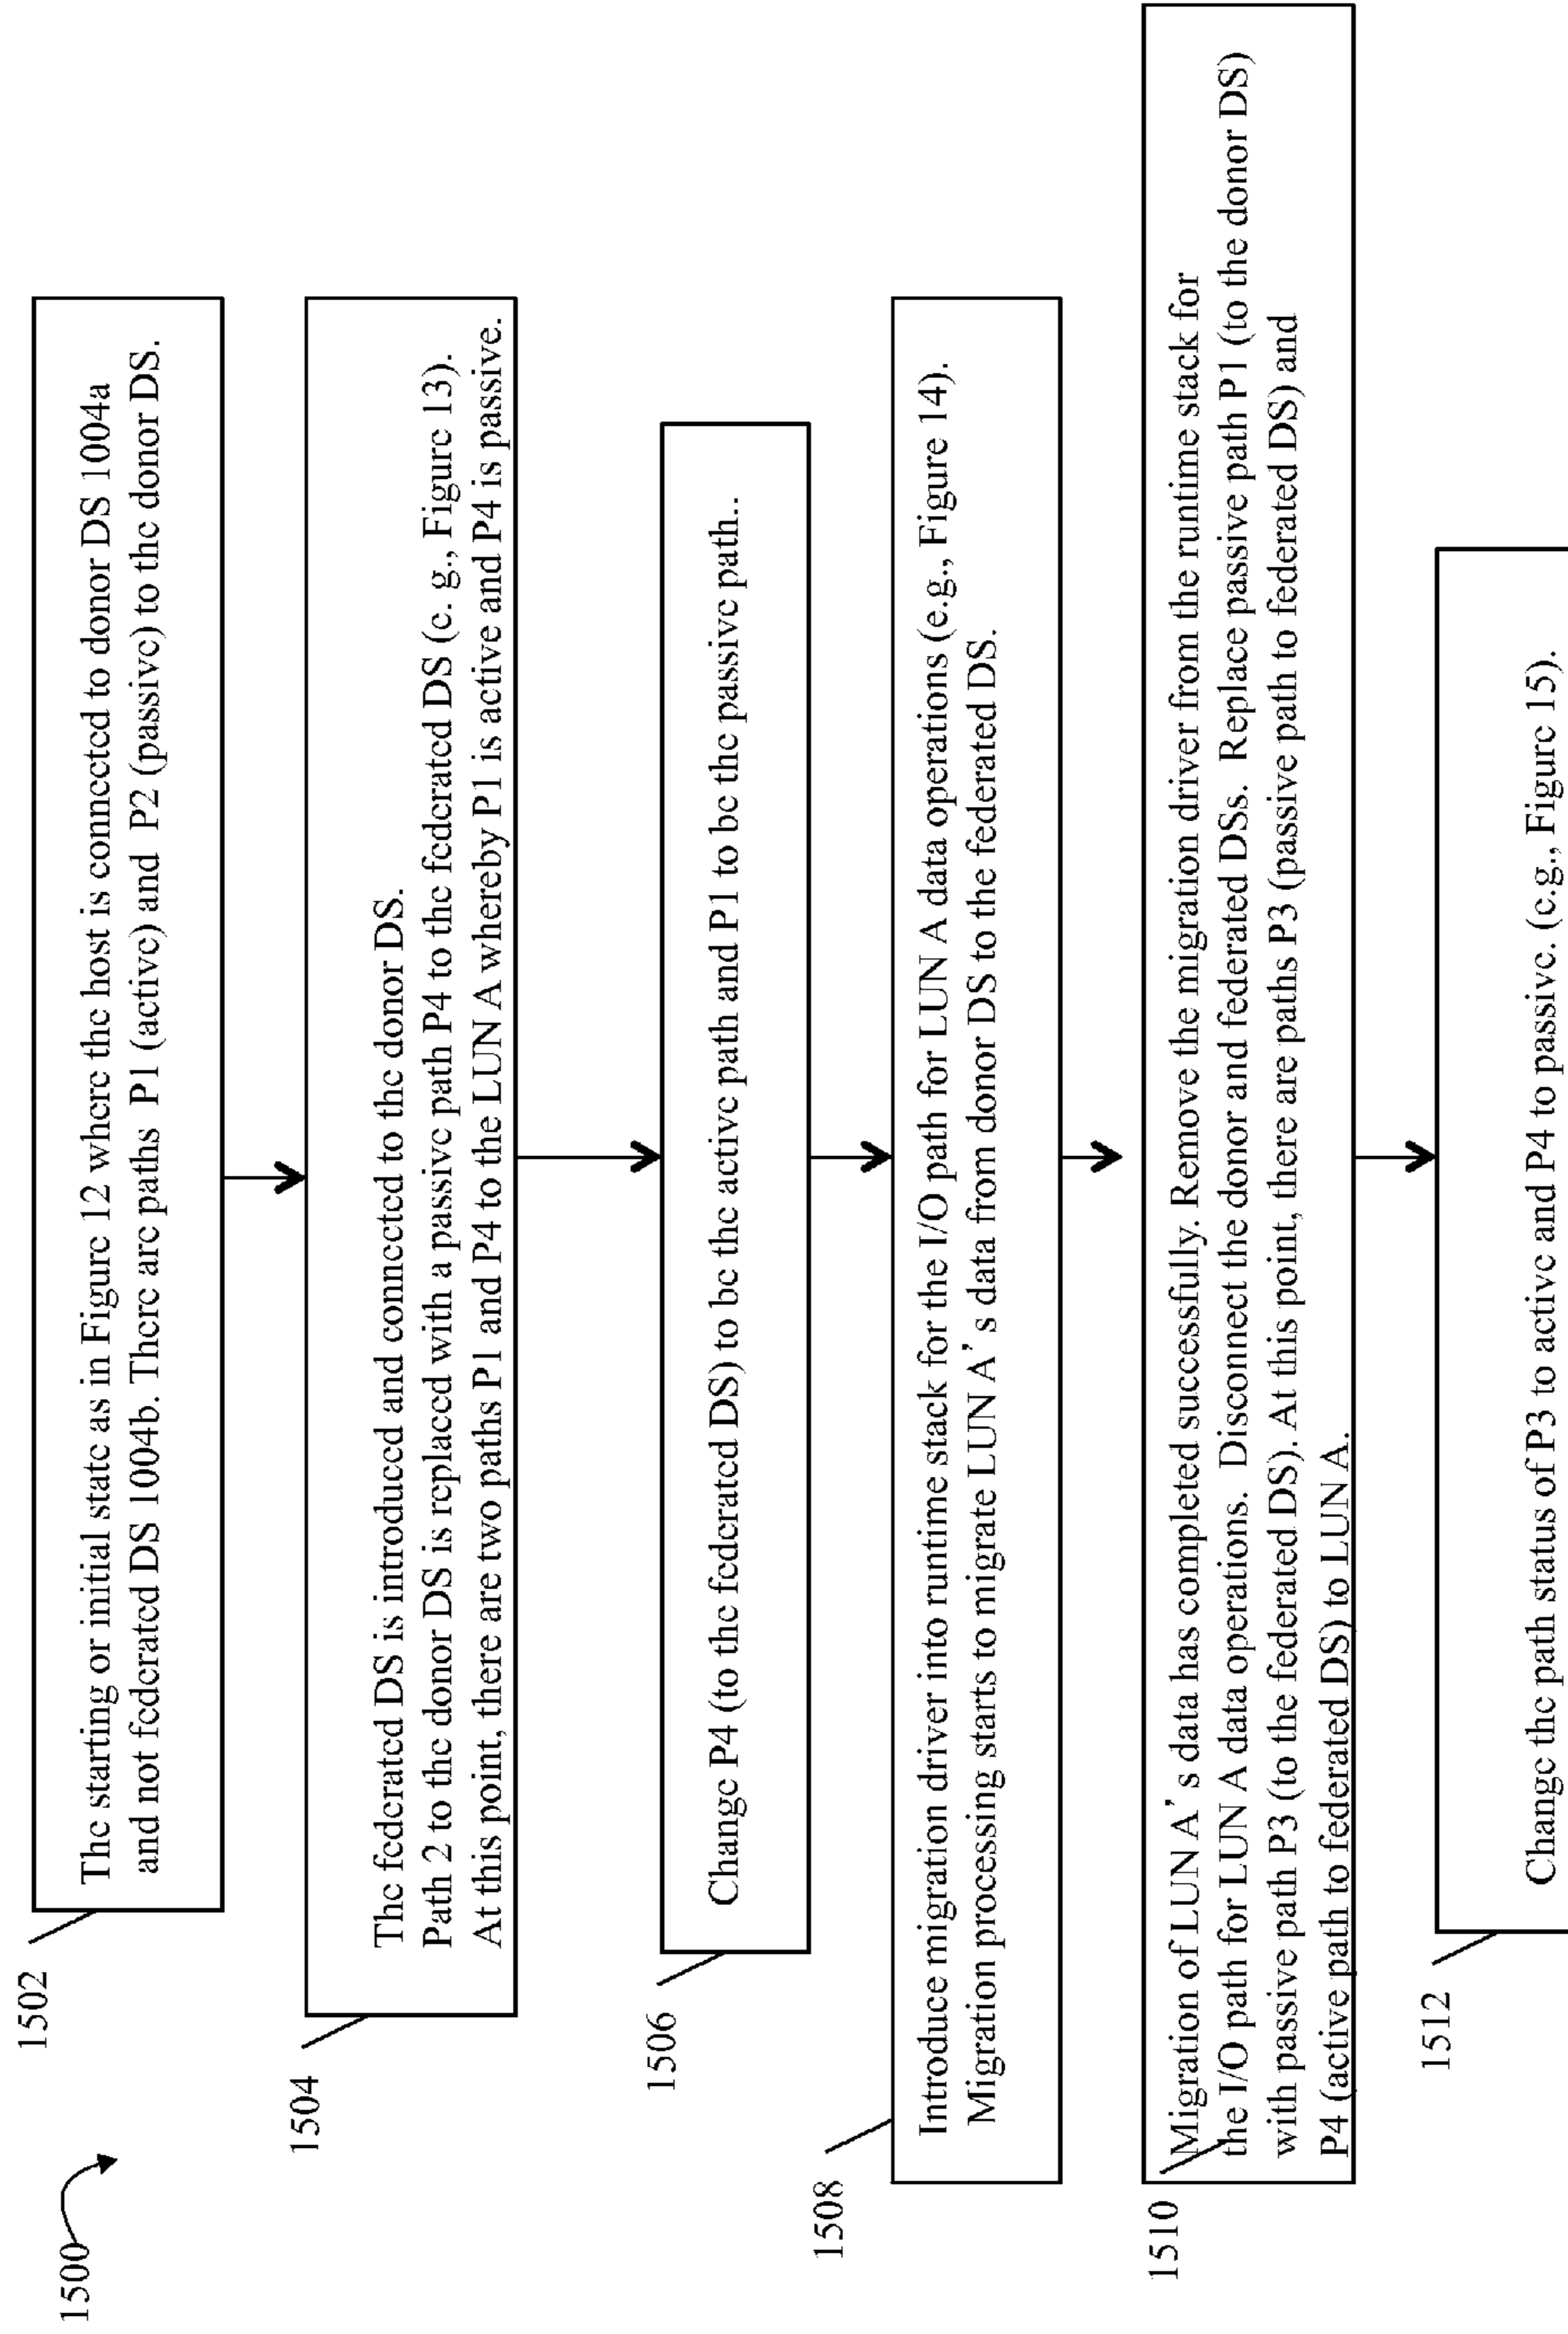 1500
1502
The starting or initial state as in Figure 12 where the host is connected to donor DS 1004a
and not federated DS 1004b. There are paths P1 (active) and P2 (passive) to the donor DS.
1504
The federated DS is introduced and connected to the donor DS.
Path 2 to the donor DS is replaced with a passive path P4 to the federated DS (e. g., Figure 13).
At this point, there are two paths P1 and P4 to the LUN A whereby P1 is active and P4 is passive.
1506
Change P4 (to the federated DS) to be the active path and P1 to be the passive path..
1508
Introduce migration driver into runtime stack for the I/O path for LUN A data operations (e.g., Figure 14).
Migration processing starts to migrate LUN A's data from donor DS to the federated DS.
1510
Migration of LUN A's data has completed successfully. Remove the migration driver from the runtime stack for
the I/O path for LUN A data operations. Disconnect the donor and federated DSs. Replace passive path P1 (to the donor DS)
with passive path P3 (to the federated DS). At this point, there are paths P3 (passive path to federated DS) and
P4 (active path to federated DS) to LUN A.
1512
Change the path status of P3 to active and P4 to passive. (e.g., Figure 15).